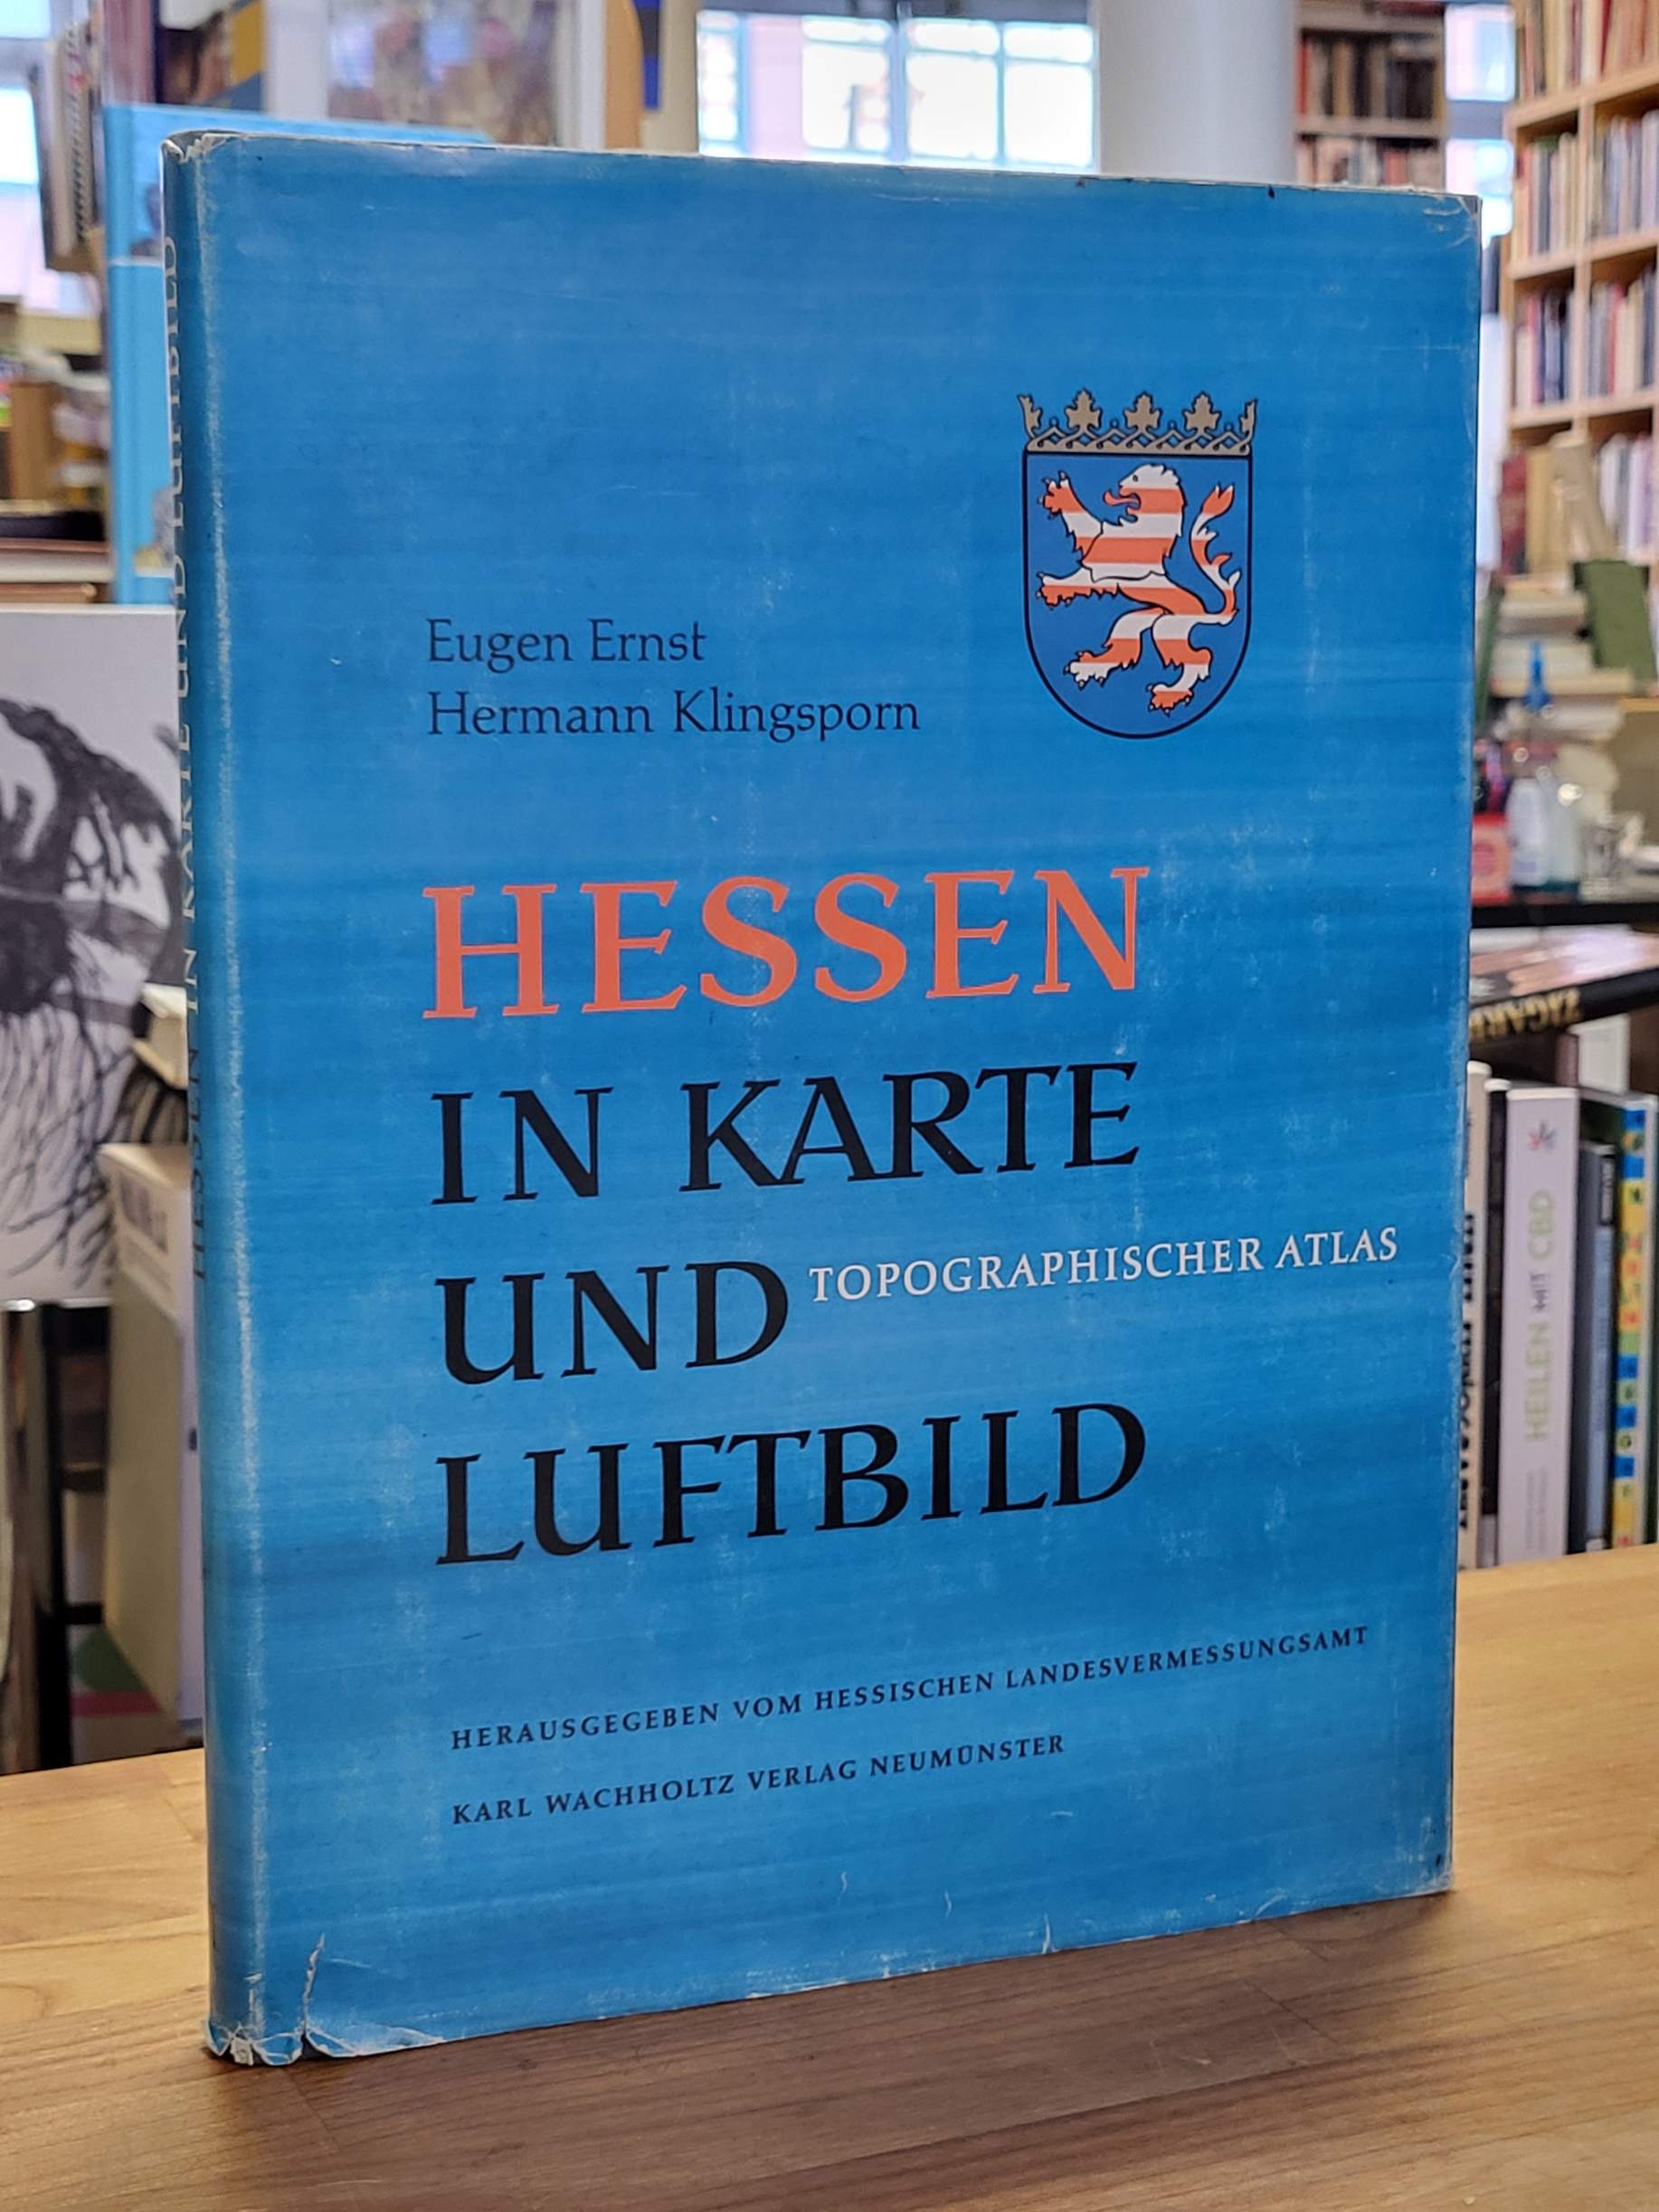 Eugen Ernst
Hermann Klingsporn
HESSEN
IN KARTE
UND TOPOGRAPHISCHER ATLAS
LUFTBILD
HERAUSGEGEBEN VOM HESSISCHEN LANDESVERMESSUNGSAMT
KARL WACHHOLTZ VERLAG NEUMÜNSTER
HESSEN IN KARTE UND LUFTBILD
HEILEN MIT CBD